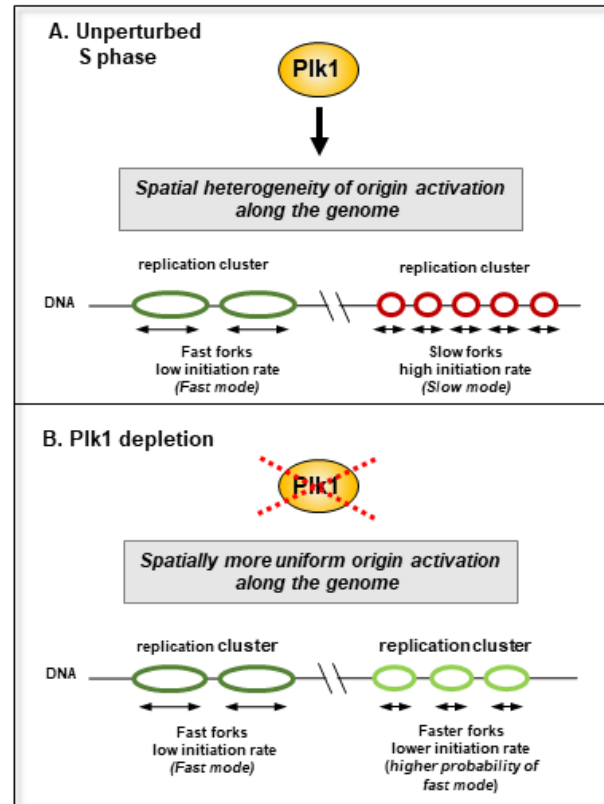 A. Unperturbed
S phase
Plk1
Spatial heterogeneity of origin activation
along the genome
replication cluster
replication cluster
DNA
Fast forks
low initiation rate
(Fast mode)
Slow forks
high initiation rate
(Slow mode)
B. Plk1 depletion
Plk1
Spatially more uniform origin activation
along the genome
replication cluster
replication cluster
DNA
Fast forks
low initiation rate
(Fast mode)
Faster forks
lower initiation rate
(higher probability of
fast mode)